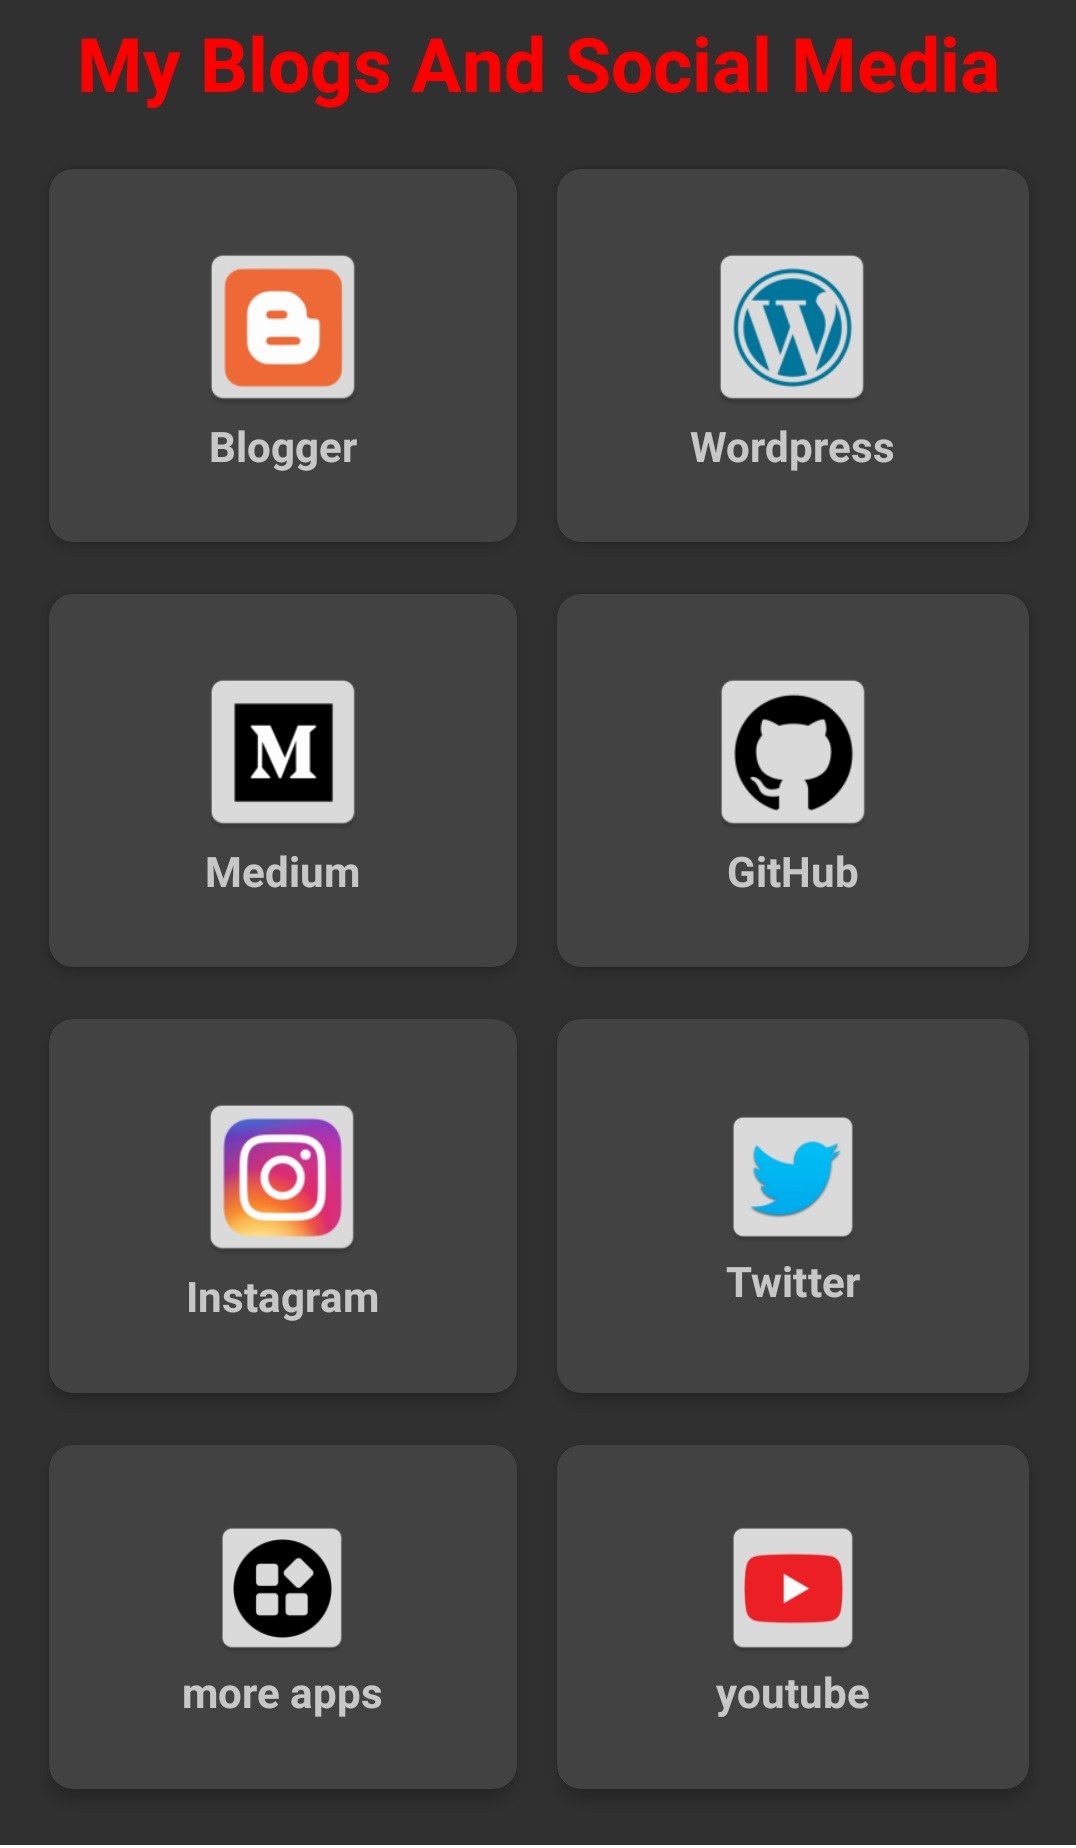 My Blogs And Social Media
Blogger
Wordpress
Medium
GitHub
Instagram
Twitter
more apps
youtube